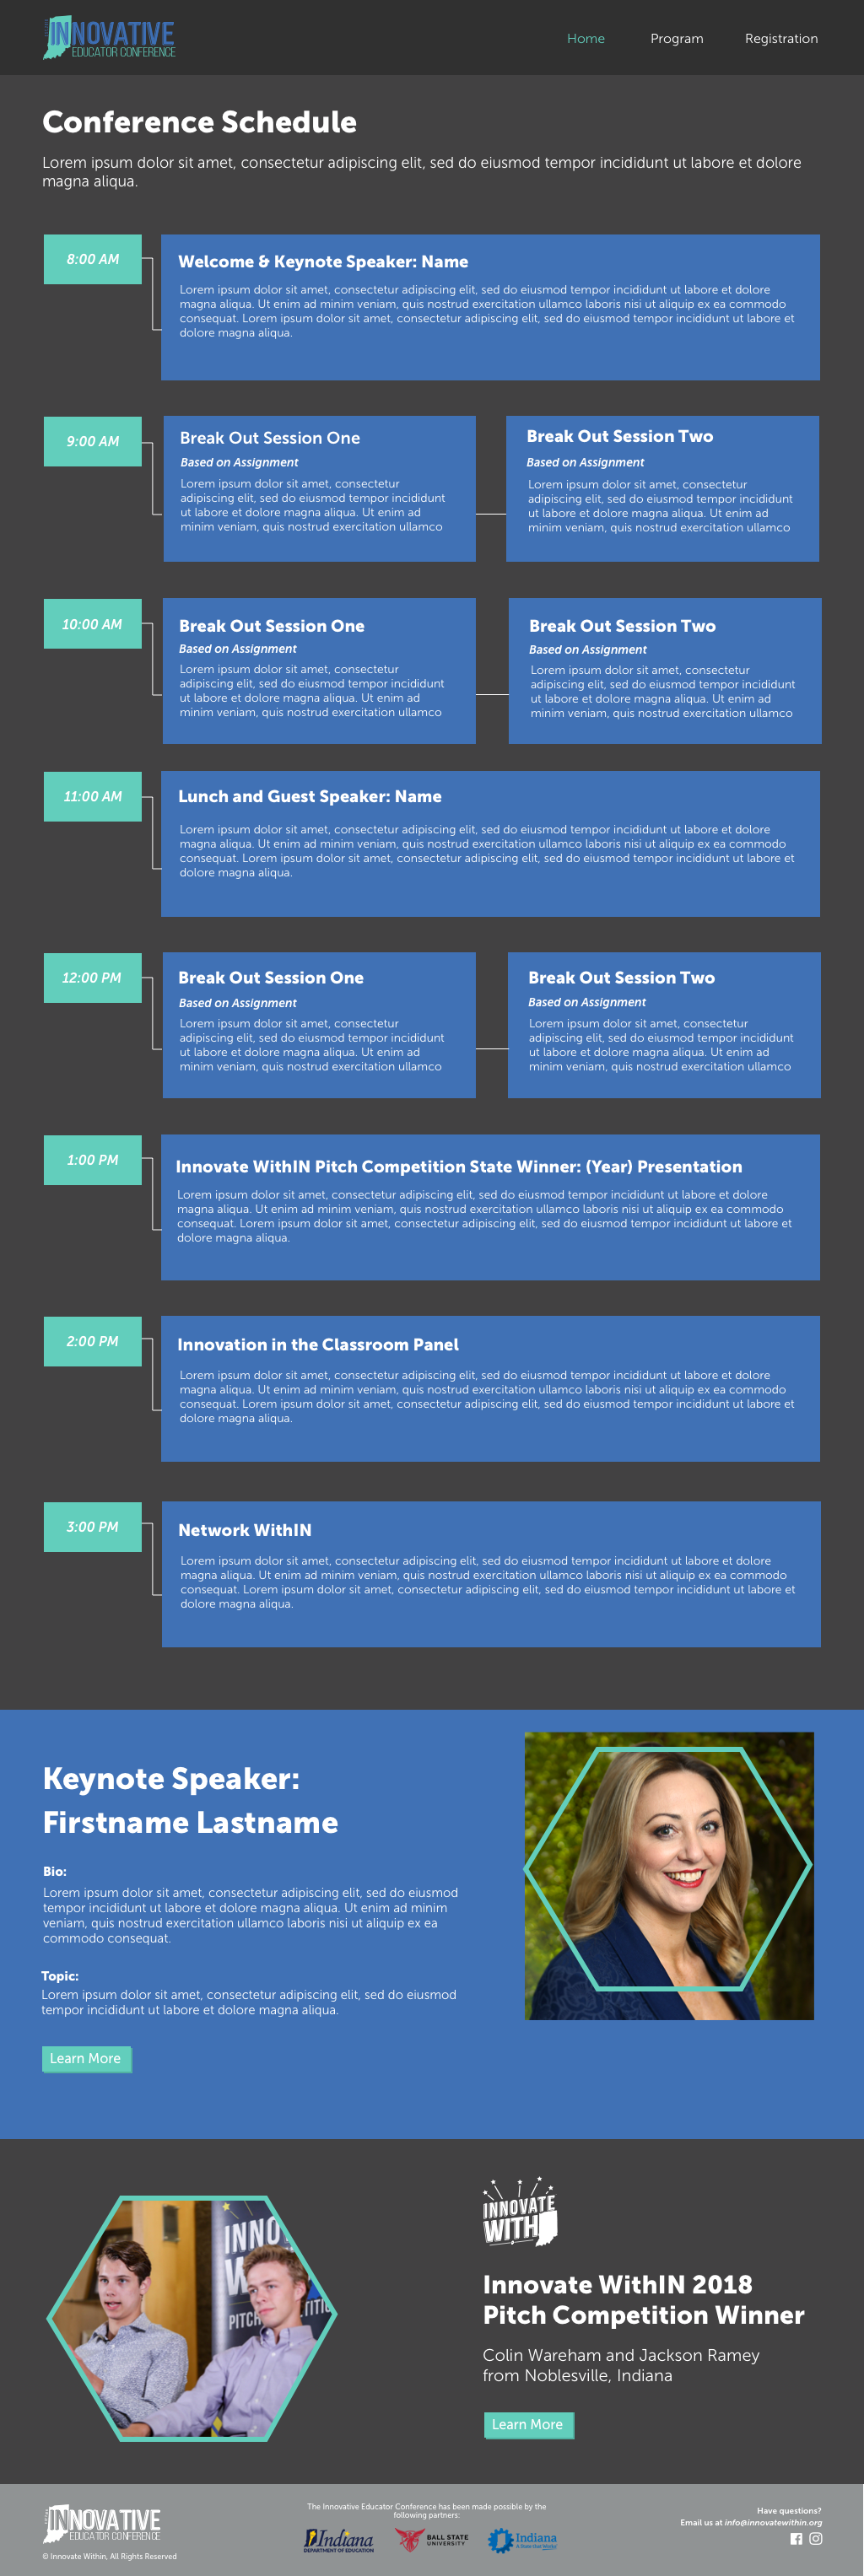 INNOVATIVE
EDUCATOR CONFERENCE
Home Program Registration
Conference Schedule
Lorem ipsum dolor sit amet, consectetur adipiscing elit, sed do eiusmod tempor incididunt ut labore et dolore
magna aliqua.
8:00 AM
Welcome & Keynote Speaker: Name
Lorem ipsum dolor sit amet, consectetur adipiscing elit, sed do eiusmod tempor incididunt ut labore et dolore
magna aliqua. Ut enim ad minim veniam, quis nostrud exercitation ullamco laboris nisi ut aliquip ex ea commodo
consequat. Lorem ipsum dolor sit amet, consectetur adipiscing elit, sed do eiusmod tempor incididunt ut labore et
dolore magna aliqua.
9:00 AM
Break Out Session One
Based on Assignment
Lorem ipsum dolor sit amet, consectetur
adipiscing elit, sed do eiusmod tempor incididunt
ut labore et dolore magna aliqua. Ut enim ad
minim veniam, quis nostrud exercitation ullamco
Break Out Session Two
Based on Assignment
Lorem ipsum dolor sit amet, consectetur
adipiscing elit, sed do eiusmod tempor incididunt
ut labore et dolore magna aliqua. Ut enim ad
minim veniam, quis nostrud exercitation ullamco
10:00 AM
Break Out Session One
Based on Assignment
Lorem ipsum dolor sit amet, consectetur
adipiscing elit, sed do eiusmod tempor incididunt
ut labore et dolore magna aliqua. Ut enim ad
minim veniam, quis nostrud exercitation ullamco
Break Out Session Two
Based on Assignment
Lorem ipsum dolor sit amet, consectetur
adipiscing elit, sed do eiusmod tempor incididunt
ut labore et dolore magna aliqua. Ut enim ad
minim veniam, quis nostrud exercitation ullamco
11:00 AM
Lunch and Guest Speaker: Name
Lorem ipsum dolor sit amet, consectetur adipiscing elit, sed do eiusmod tempor incididunt ut labore et dolore
magna aliqua. Ut enim ad minim veniam, quis nostrud exercitation ullamco laboris nisi ut aliquip ex ea commodo
consequat. Lorem ipsum dolor sit amet, consectetur adipiscing elit, sed do eiusmod tempor incididunt ut labore et
dolore magna aliqua.
12:00 PM
Break Out Session One
Based on Assignment
Lorem ipsum dolor sit amet, consectetur
adipiscing elit, sed do eiusmod tempor incididunt
ut labore et dolore magna aliqua. Ut enim ad
minim veniam, quis nostrud exercitation ullamco
Break Out Session Two
Based on Assignment
Lorem ipsum dolor sit amet, consectetur
adipiscing elit, sed do eiusmod tempor incididunt
ut labore et dolore magna aliqua. Ut enim ad
minim veniam, quis nostrud exercitation ullamco
1:00 PM
Innovate WithIN Pitch Competition State Winner: (Year) Presentation
Lorem ipsum dolor sit amet, consectetur adipiscing elit, sed do eiusmod tempor incididunt ut labore et dolore
magna aliqua. Ut enim ad minim veniam, quis nostrud exercitation ullamco laboris nisi ut aliquip ex ea commodo
consequat. Lorem ipsum dolor sit amet, consectetur adipiscing elit, sed do eiusmod tempor incididunt ut labore et
dolore magna aliqua.
2:00 PM
Innovation in the Classroom Panel
Lorem ipsum dolor sit amet, consectetur adipiscing elit, sed do eiusmod tempor incididunt ut labore et dolore
magna aliqua. Ut enim ad minim veniam, quis nostrud exercitation ullamco laboris nisi ut aliquip ex ea commodo
consequat. Lorem ipsum dolor sit amet, consectetur adipiscing elit, sed do eiusmod tempor incididunt ut labore et
dolore magna aliqua.
3:00 PM
Network WithIN
Lorem ipsum dolor sit amet, consectetur adipiscing elit, sed do eiusmod tempor incididunt ut labore et dolore
magna aliqua. Ut enim ad minim veniam, quis nostrud exercitation ullamco laboris nisi ut aliquip ex ea commodo
consequat. Lorem ipsum dolor sit amet, consectetur adipiscing elit, sed do eiusmod tempor incididunt ut labore et
dolore magna aliqua.
Keynote Speaker:
Firstname Lastname
Bio:
Lorem ipsum dolor sit amet, consectetur adipiscing elit, sed do eiusmod
tempor incididunt ut labore et dolore magna aliqua. Ut enim ad minim
veniam, quis nostrud exercitation ullamco laboris nisi ut aliquip ex ea
commodo consequat.
Topic:
Lorem ipsum dolor sit amet, consectetur adipiscing elit, sed do eiusmod
tempor incididunt ut labore et dolore magna aliqua.
Learn More
INNO
W
PITCH
ITIO
INNOVATE
WITH
Innovate WithIN 2018
Pitch Competition Winner
Colin Wareham and Jackson Ramey
from Noblesville, Indiana
Learn More
INNOVATIVE
EDUCATOR CONFERENCE
© Innovate Within, All Rights Reserved
The Innovative Educator Conference has been made possible by the
following partners:
Indiana
DEPARTMENT OF EDUCATION
BALL STATE
UNIVERSITY
Indiana
A State that Works
Have questions?
Email us at info@innovatewithin.org